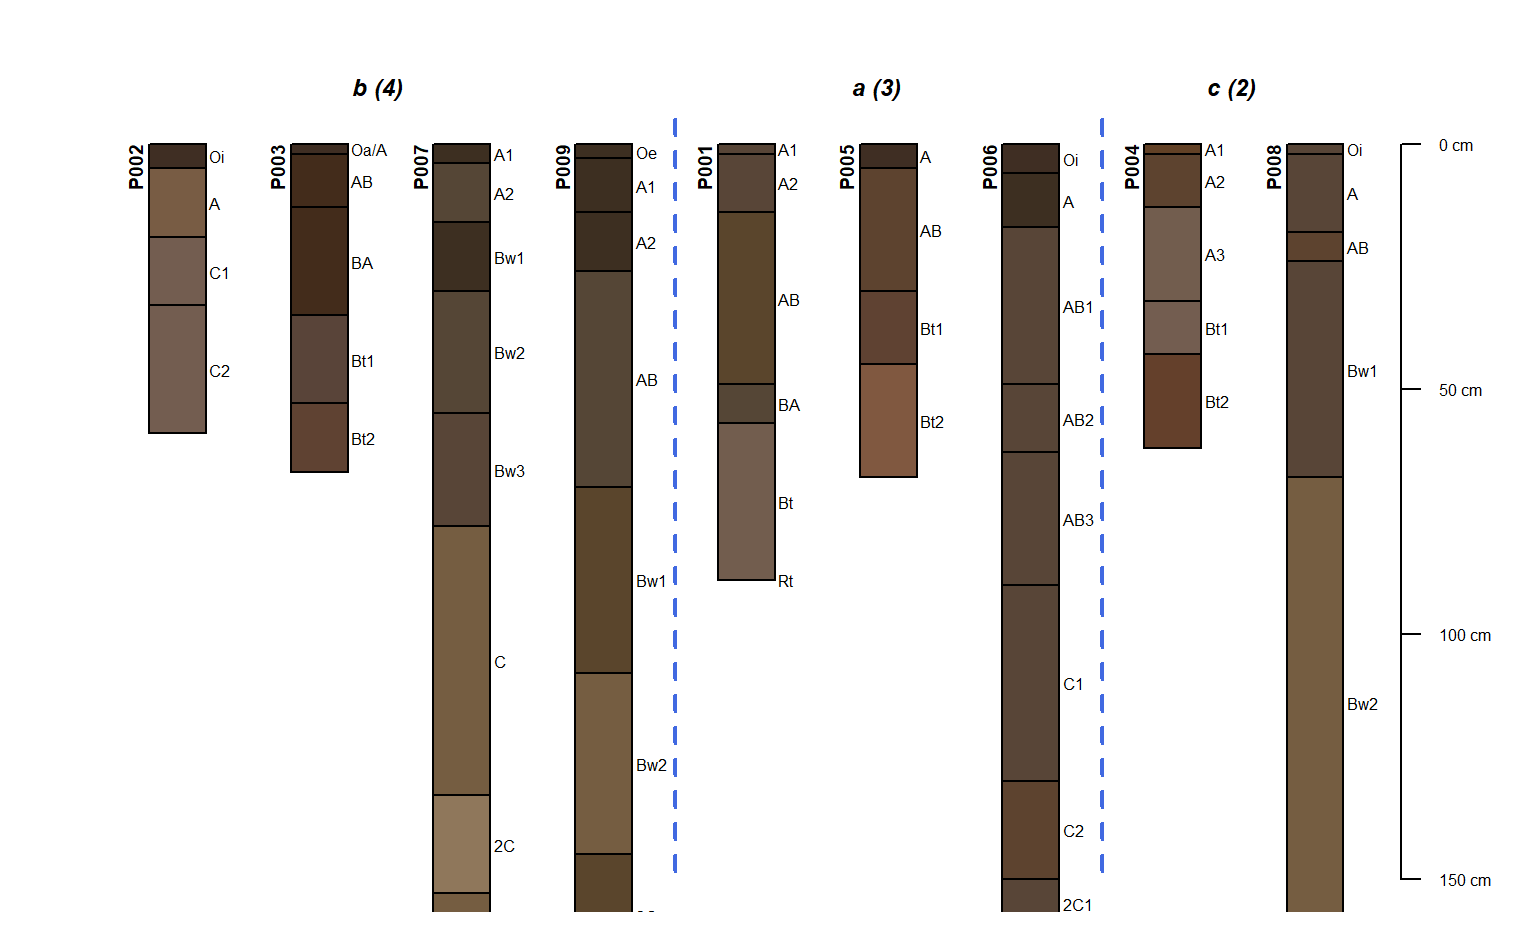 b (4)
a (3)
c (2)
P002
Oi
A
C1
C2
P003
Oa/A
AB
BA
Bt1
Bt2
P007
A1
A2
Bw1
Bw2
Bw3
C
2C
P009
Oe
A1
A2
AB
Bw1
Bw2
P001
A1
A2
AB
BA
Bt
Rt
P005
A
AB
Bt1
Bt2
P006
Oi
A
AB1
AB2
AB3
C1
C2
2C1
P004
A1
A2
A3
Bt1
Bt2
P008
Oi
A
AB
Bw1
Bw2
0 cm
50 cm
100 cm
150 cm